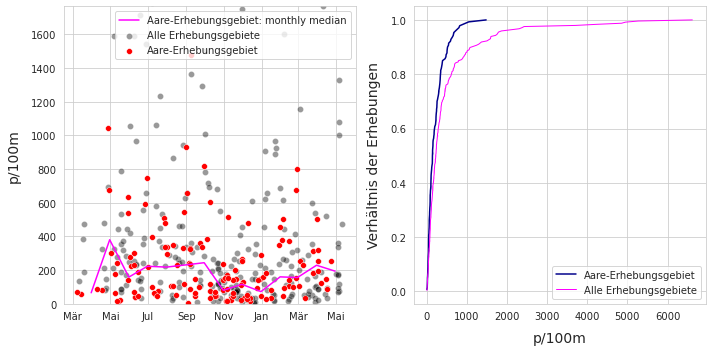 Aare-Erhebungsgebiet: monthly median
Alle Erhebungsgebiete
Aare-Erhebungsgebiet
p/100m
1600
1400
1200
1000
800
600
400
200
0
Mär Mai Jul Sep Nov Jan Mär Mai
Verhältnis der Erhebungen
1.0
0.8
0.6
0.4
0.2
0.0
Aare-Erhebungsgebiet
Alle Erhebungsgebiete
0 1000 2000 3000 4000 5000 6000
p/100m